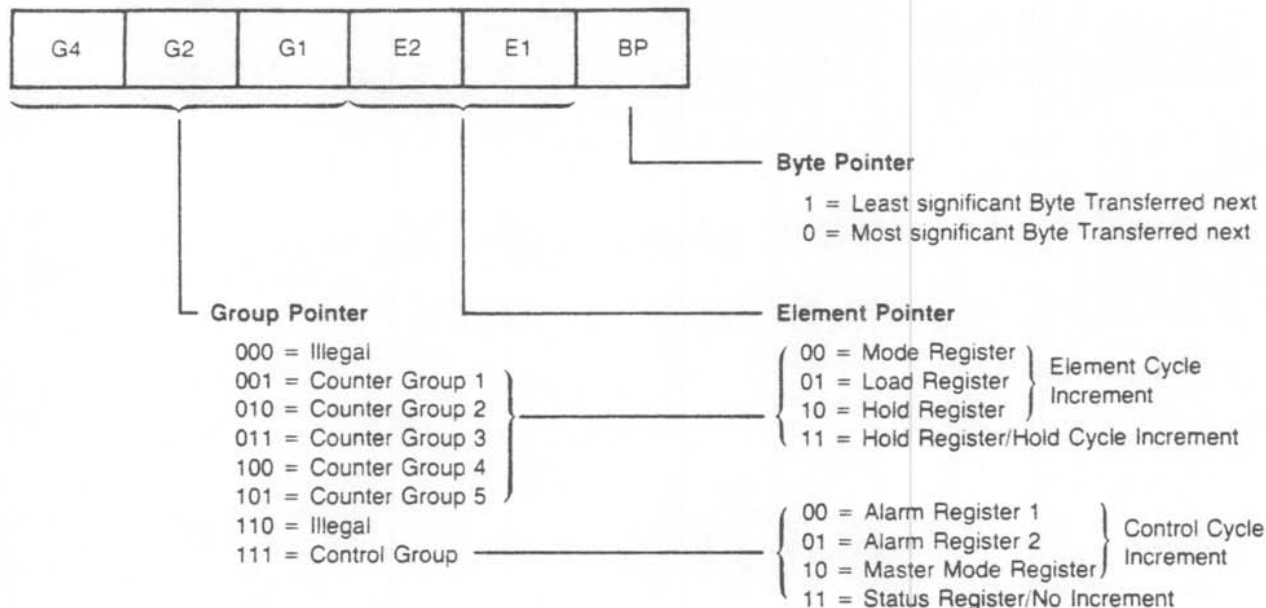 G4 G2 G1 E2 E1 BP
Byte Pointer
1 = Least significant Byte Transferred next
0 = Most significant Byte Transferred next
Group Pointer
000 = Illegal
001 = Counter Group 1
010 = Counter Group 2
011 = Counter Group 3
100 = Counter Group 4
101 = Counter Group 5
110 = Illegal
111 = Control Group
Element Pointer
00 = Mode Register
01 = Load Register
10 = Hold Register
11 = Hold Register/Hold Cycle Increment
Element Cycle
Increment
00 = Alarm Register 1
01 = Alarm Register 2
10 = Master Mode Register
11 = Status Register/No Increment
Control Cycle
Increment